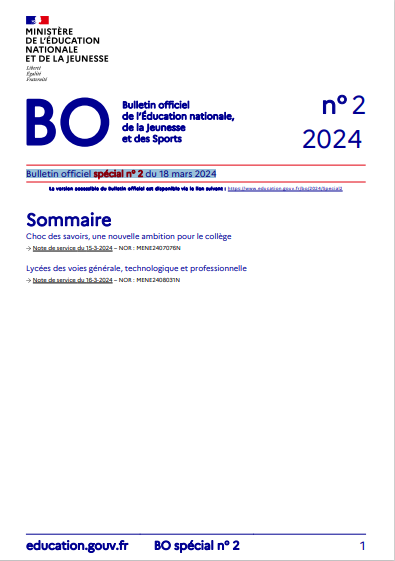 MINISTÈRE
DE L'ÉDUCATION
NATIONALE
ET DE LA JEUNESSE
Liberté
Égalité
Fraternité
BO
Bulletin officiel
de l'Éducation nationale,
de la Jeunesse
et des Sports
n° 2
2024
Bulletin officiel spécial n° 2 du 18 mars 2024
La version accessible du Bulletin officiel est disponible via le lien suivant : https://www.education.gouv.fr/bo/2024/Special2
Sommaire
Choc des savoirs, une nouvelle ambition pour le collège
→ Note de service du 15-3-2024 – NOR : MENE2407076N
Lycées des voies générale, technologique et professionnelle
→ Note de service du 16-3-2024 – NOR : MENE2408031N
education.gouv.fr BO spécial n° 2 1